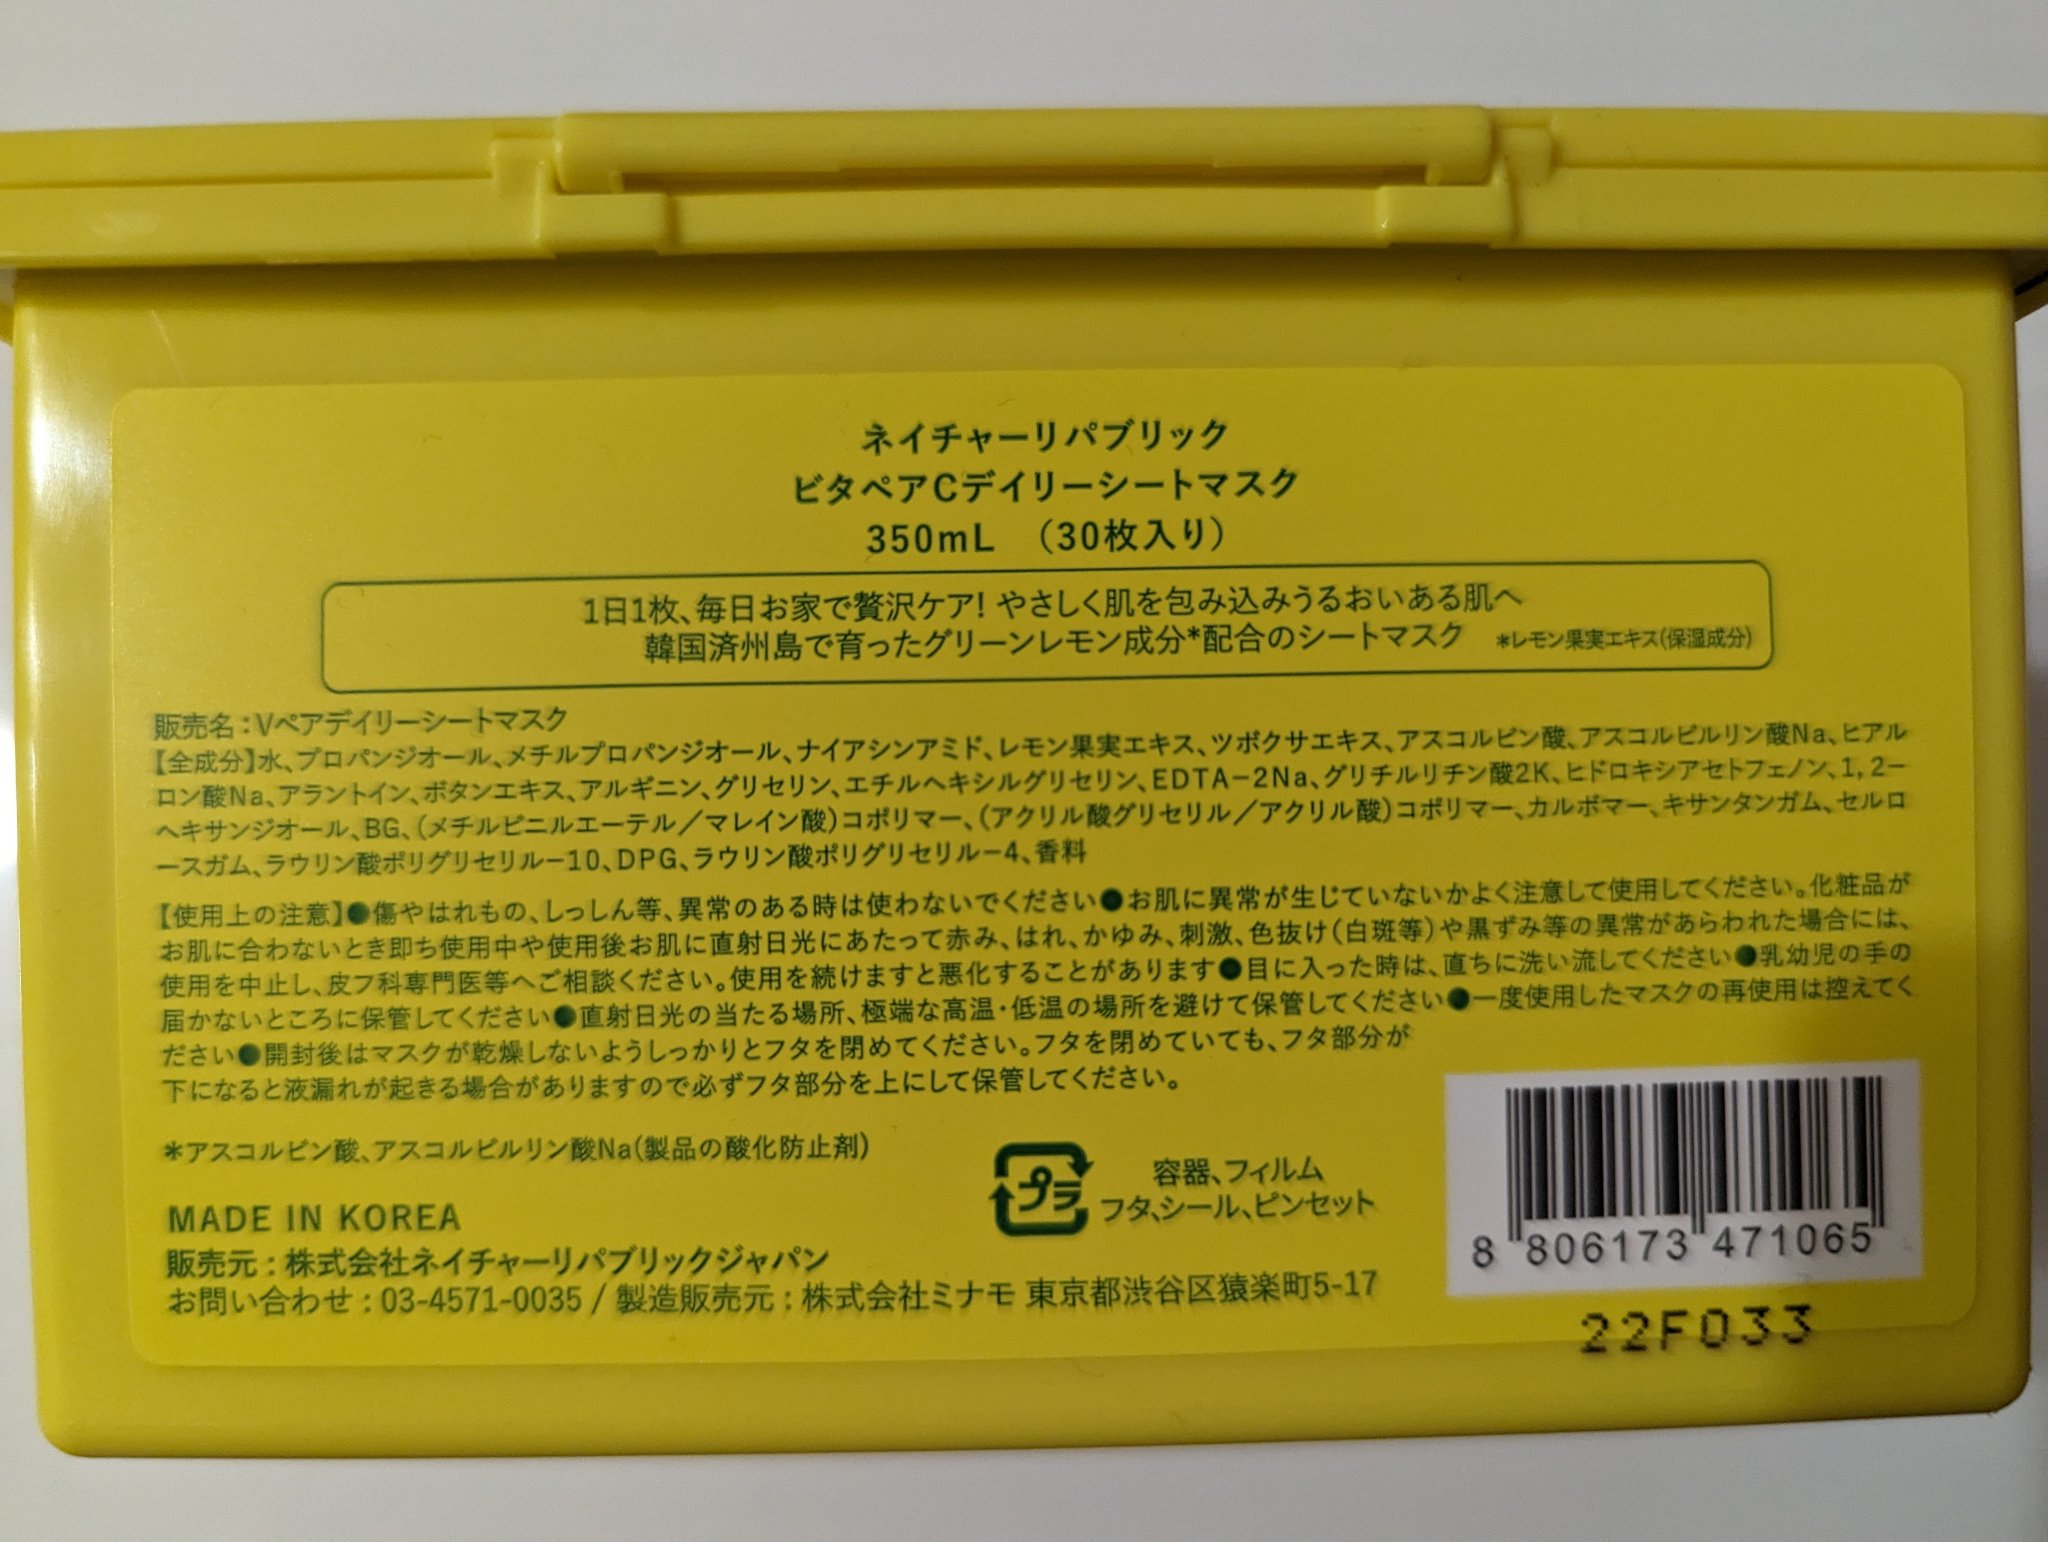 ネイチャーリパブリック
ビタペアCデイリーシートマスク
350mL （30枚入り）
1日1枚、毎日お家で贅沢ケア! やさしく肌を包み込みうるおいある肌へ
韓国済州島で育ったグリーンレモン成分*配合のシートマスク *レモン果実エキス(保湿成分)
販売名：Vペアデイリーシートマスク
【全成分】水、プロパンジオール、メチルプロパンジオール、ナイアシンアミド、レモン果実エキス、ツボクサエキス、アスコルビン酸、アスコルビルリン酸Na、ヒアル
ロン酸Na、アラントイン、ボタンエキス、アルギニン、グリセリン、エチルヘキシルグリセリン、EDTA－2Na、グリチルリチン酸2K、ヒドロキシアセトフェノン、1，2－
ヘキサンジオール、BG、（メチルビニルエーテル／マレイン酸）コポリマー、（アクリル酸グリセリル／アクリル酸）コポリマー、カルボマー、キサンタンガム、セルロ
ースガム、ラウリン酸ポリグリセリル－10、DPG、ラウリン酸ポリグリセリル－4、香料
【使用上の注意】●傷やはれもの、しっしん等、異常のある時は使わないでください●お肌に異常が生じていないかよく注意して使用してください。化粧品が
お肌に合わないとき即ち使用中や使用後お肌に直射日光にあたって赤み、はれ、かゆみ、刺激、色抜け（白斑等）や黒ずみ等の異常があらわれた場合には、
使用を中止し、皮フ科専門医等へご相談ください。使用を続けますと悪化することがあります●目に入った時は、直ちに洗い流してください●乳幼児の手の
届かないところに保管してください●直射日光の当たる場所、極端な高温・低温の場所を避けて保管してください●一度使用したマスクの再使用は控えてく
ださい●開封後はマスクが乾燥しないようしっかりとフタを閉めてください。フタを閉めていても、フタ部分が
下になると液漏れが起きる場合がありますので必ずフタ部分を上にして保管してください。
*アスコルビン酸、アスコルビルリン酸Na(製品の酸化防止剤)
プラ
容器、フィルム
フタ、シール、ピンセット
MADE IN KOREA
販売元：株式会社ネイチャーリパブリックジャパン
お問い合わせ：03-4571-0035 / 製造販売元：株式会社ミナモ 東京都渋谷区猿楽町5-17
8 806173 471065
22F033